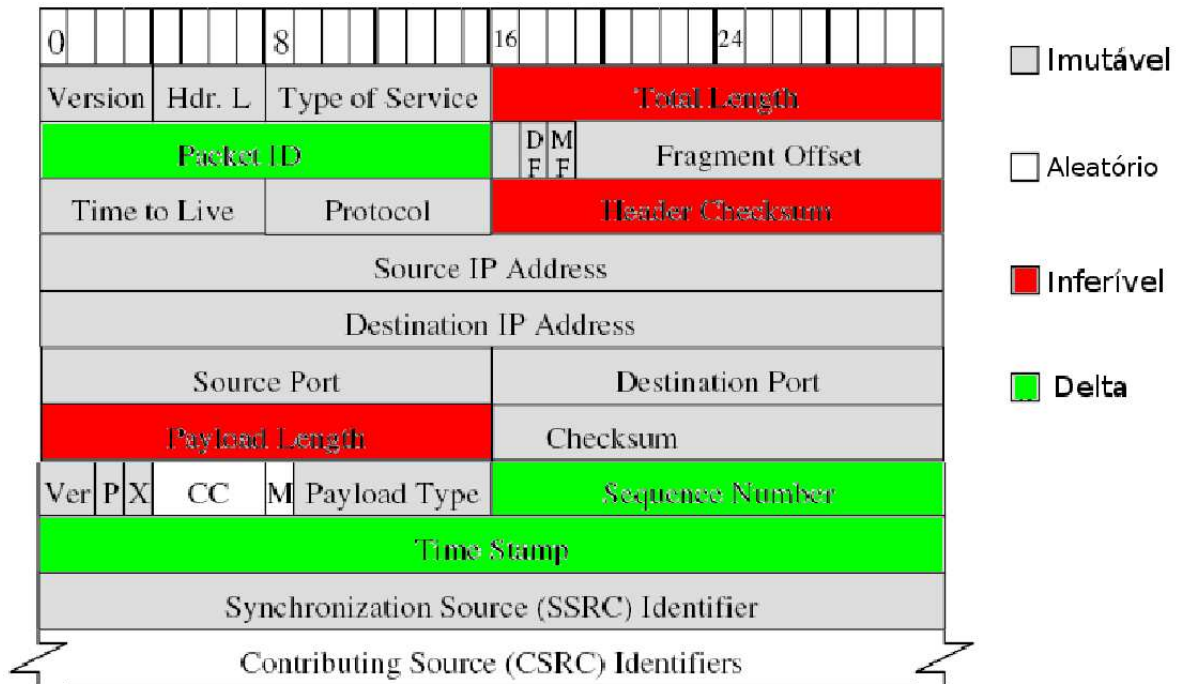 0 8 16 24
Version Hdr. L Type of Service Total Length
Packet ID DF MF Fragment Offset
Time to Live Protocol Header Checksum
Source IP Address
Destination IP Address
Source Port Destination Port
Payload Length Checksum
Ver P X CC M Payload Type Sequence Number
Time Stamp
Synchronization Source (SSRC) Identifier
Contributing Source (CSRC) Identifiers
Imutável
Aleatório
Inferível
Delta